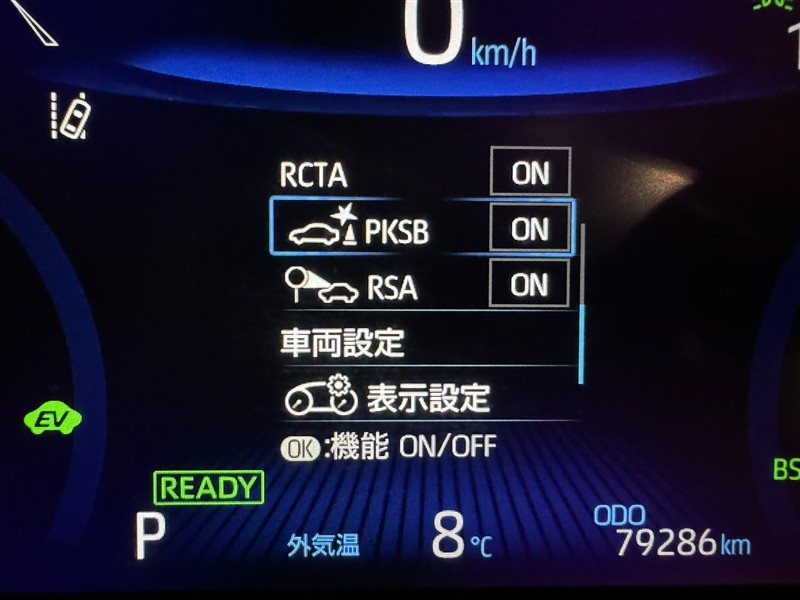 0 km/h
RCTA ON
PKSB ON
RSA ON
車両設定
表示設定
OK:機能 ON/OFF
EV
READY
BS
P
外気温 8℃
ODO
79286km